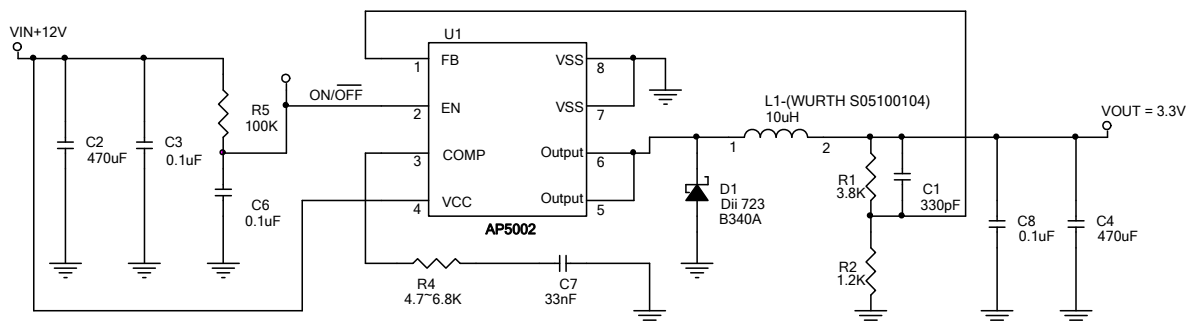 VIN+12V
U1
1
FB
VSS
8
ON/OFF
2
EN
VSS
7
R5
100K
L1-(WURTH S05100104)
10uH
1
2
VOUT = 3.3V
C2
470uF
C3
0.1uF
3
COMP
Output
6
R1
3.8K
C1
330pF
C6
0.1uF
4
VCC
Output
5
AP5002
D1
Dii 723
B340A
C8
0.1uF
C4
470uF
R2
1.2K
R4
4.7~6.8K
C7
33nF